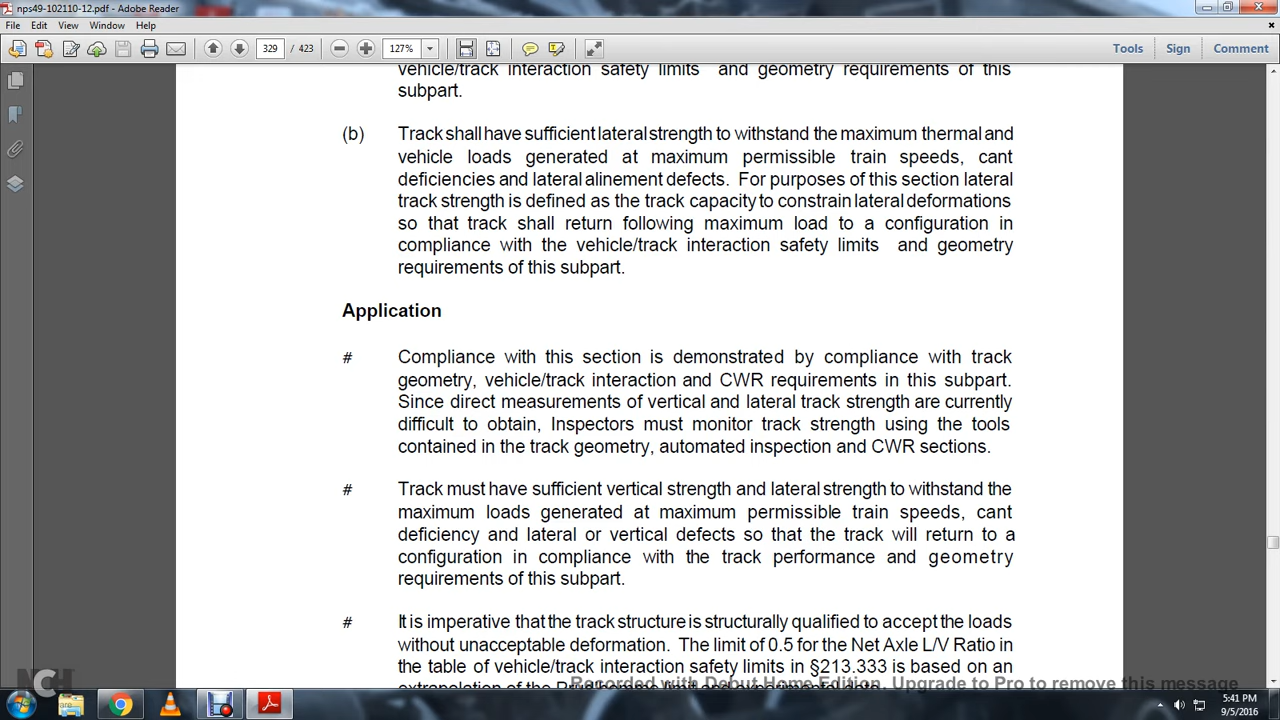 nps49-102110-12.pdf - Adobe Reader
File Edit View Window Help
329 / 423 127% Tools Sign Comment
vehicle/track interaction safety limits and geometry requirements of this
subpart.
(b) Track shall have sufficient lateral strength to withstand the maximum thermal and
vehicle loads generated at maximum permissible train speeds, cant
deficiencies and lateral alinement defects. For purposes of this section lateral
track strength is defined as the track capacity to constrain lateral deformations
so that track shall return following maximum load to a configuration in
compliance with the vehicle/track interaction safety limits and geometry
requirements of this subpart.
Application
# Compliance with this section is demonstrated by compliance with track
geometry, vehicle/track interaction and CWR requirements in this subpart.
Since direct measurements of vertical and lateral track strength are currently
difficult to obtain, Inspectors must monitor track strength using the tools
contained in the track geometry, automated inspection and CWR sections.
# Track must have sufficient vertical strength and lateral strength to withstand the
maximum loads generated at maximum permissible train speeds, cant
deficiency and lateral or vertical defects so that the track will return to a
configuration in compliance with the track performance and geometry
requirements of this subpart.
# It is imperative that the track structure is structurally qualified to accept the loads
without unacceptable deformation. The limit of 0.5 for the Net Axle L/V Ratio in
the table of vehicle/track interaction safety limits in §213.333 is based on an
extrapolation of the
Recorded with Debut Home Edition. Upgrade to Pro to remove this message
NCH
5:41 PM
9/5/2016